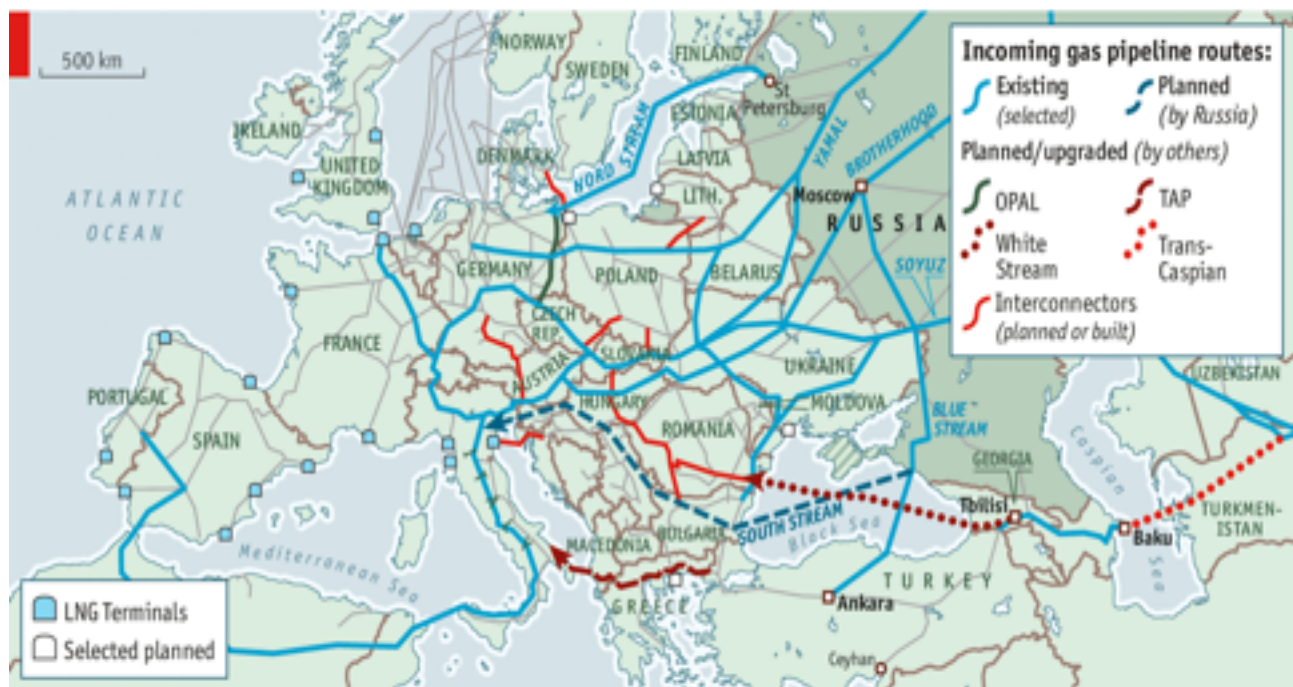 500 km
NORWAY
SWEDEN
FINLAND
St
Petersburg
ESTONIA
IRELAND
UNITED
KINGDOM
DENMARK
NORD STREAM
LATVIA
LITH.
YAMAL
BROTHERHOOD
Moscow
RUSSIA
ATLANTIC
OCEAN
GERMANY
POLAND
BELARUS
SOYUZ
CZECH
REP.
FRANCE
SLOVAKIA
AUSTRIA
UKRAINE
HUNGARY
MOLDOVA
ROMANIA
PORTUGAL
SPAIN
BLUE
STREAM
GEORGIA
Tbilisi
Caspian
Sea
UZBEKISTAN
TURKMEN-
ISTAN
Baku
SOUTH STREAM
Black Sea
BULGARIA
MACEDONIA
Mediterranean Sea
GREECE
TURKEY
Ankara
Ceyhan
Incoming gas pipeline routes:
Existing
(selected)
Planned
(by Russia)
Planned/upgraded (by others)
OPAL
TAP
White
Stream
Trans-
Caspian
Interconnectors
(planned or built)
LNG Terminals
Selected planned